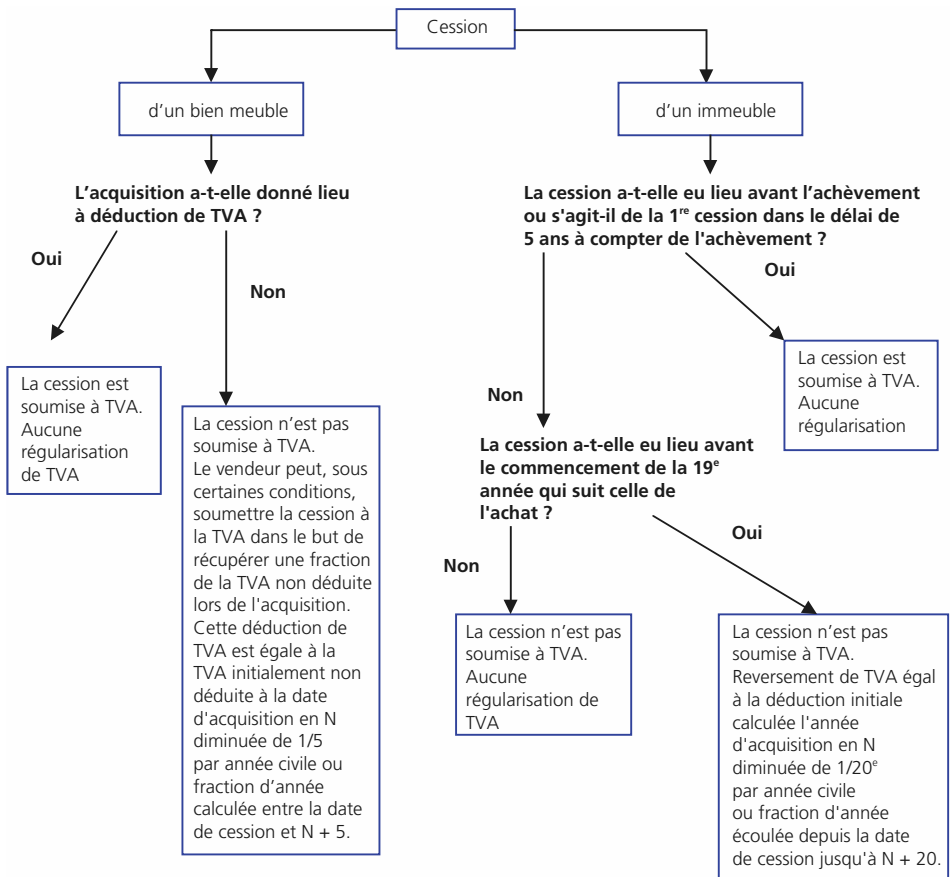 Cession
d'un bien meuble
d'un immeuble
L'acquisition a-t-elle donné lieu
à déduction de TVA ?
La cession a-t-elle eu lieu avant l'achèvement
ou s'agit-il de la 1re cession dans le délai de
5 ans à compter de l'achèvement ?
Oui
Non
Oui
Non
La cession est
soumise à TVA.
Aucune
régularisation
de TVA
La cession n'est pas
soumise à TVA.
Le vendeur peut, sous
certaines conditions,
soumettre la cession à
la TVA dans le but de
récupérer une fraction
de la TVA non déduite
lors de l'acquisition.
Cette déduction de
TVA est égale à la
TVA initialement non
déduite à la date
d'acquisition en N
diminuée de 1/5
par année civile ou
fraction d'année
calculée entre la date
de cession et N + 5.
La cession est
soumise à TVA.
Aucune
régularisation
La cession a-t-elle eu lieu avant
le commencement de la 19e
année qui suit celle de
l'achat ?
Non
Oui
La cession n'est pas
soumise à TVA.
Aucune
régularisation de
TVA
La cession n'est pas
soumise à TVA.
Reversement de TVA égal
à la déduction initiale
calculée l'année
d'acquisition en N
diminuée de 1/20e
par année civile
ou fraction d'année
écoulée depuis la date
de cession jusqu'à N + 20.